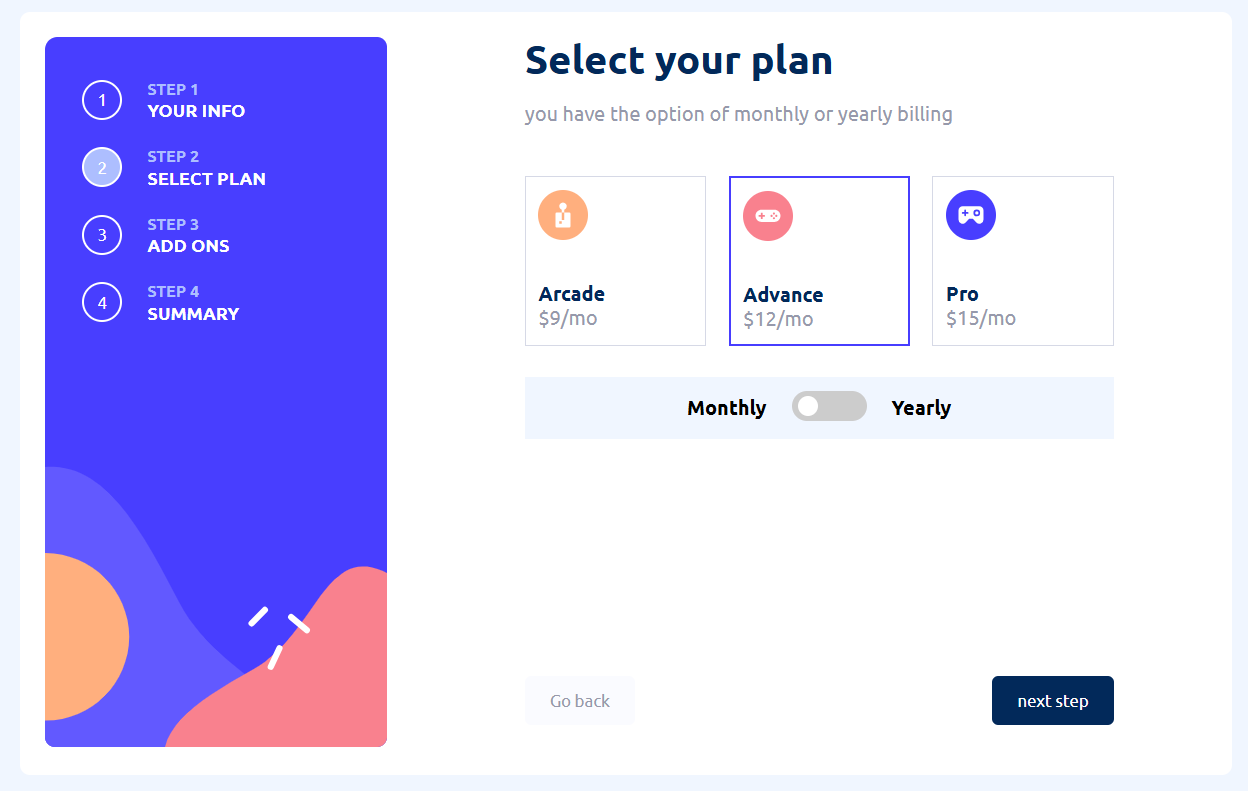 1
STEP 1
YOUR INFO
2
STEP 2
SELECT PLAN
3
STEP 3
ADD ONS
4
STEP 4
SUMMARY
Select your plan
you have the option of monthly or yearly billing
Arcade
$9/mo
Advance
$12/mo
Pro
$15/mo
Monthly
Yearly
Go back
next step